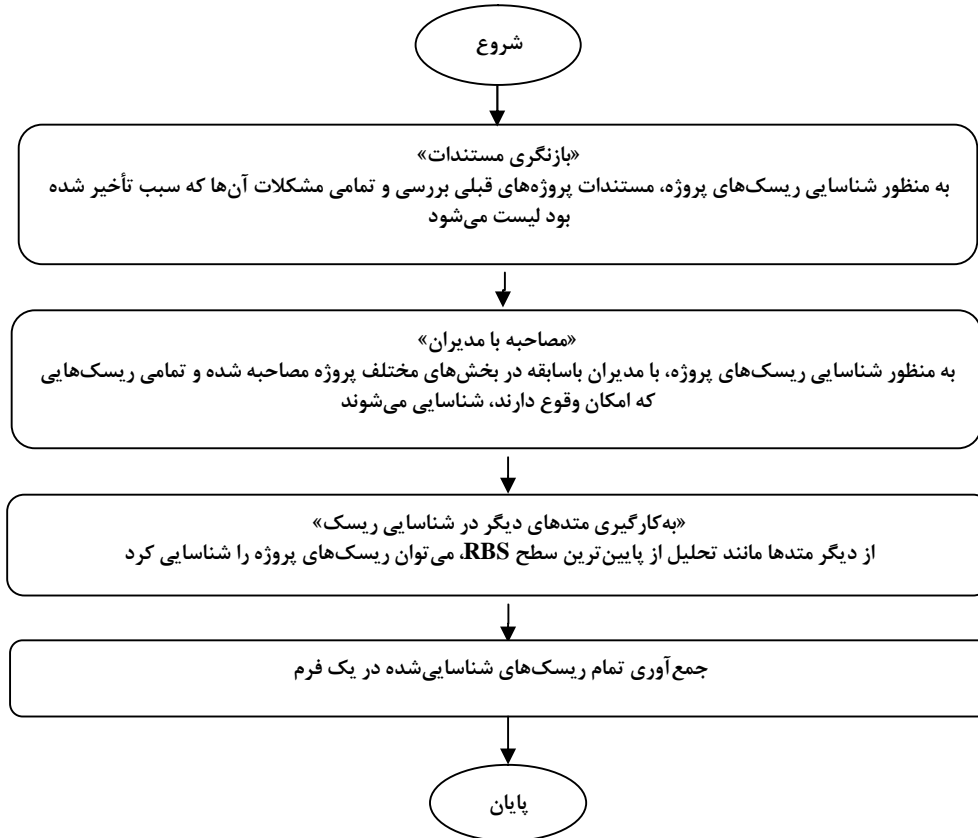 شروع
«بازنگری مستندات»
به منظور شناسایی ریسک‌های پروژه، مستندات پروژه‌های قبلی بررسی و تمامی مشکلات آن‌ها که سبب تأخیر شده
بود لیست می‌شود
«مصاحبه با مدیران»
به منظور شناسایی ریسک‌های پروژه، با مدیران باسابقه در بخش‌های مختلف پروژه مصاحبه شده و تمامی ریسک‌هایی
که امکان وقوع دارند، شناسایی می‌شوند
«به‌کارگیری متدهای دیگر در شناسایی ریسک»
از دیگر متدها مانند تحلیل از پایین‌ترین سطح RBS، می‌توان ریسک‌های پروژه را شناسایی کرد
جمع‌آوری تمام ریسک‌های شناسایی‌شده در یک فرم
پایان